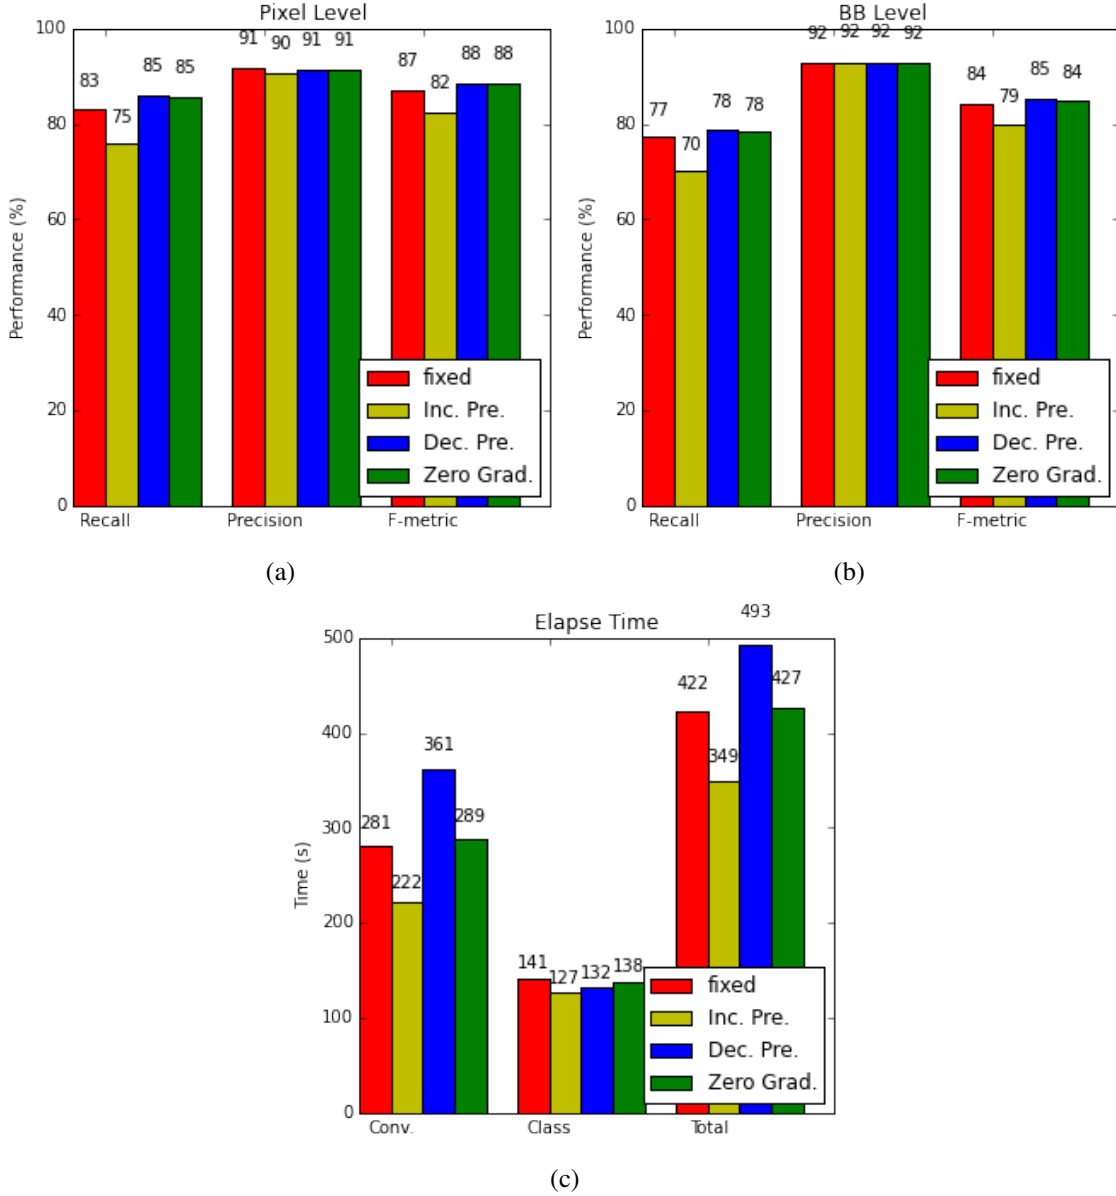 Pixel Level
91 90 91 91
87 88 88
83 85 85 82
75
100
80
60
40
20
0
Performance (%)
Recall Precision F-metric
fixed
Inc. Pre.
Dec. Pre.
Zero Grad.
(a)
BB Level
92 92 92 92
84 85 84
77 78 78 79
70
100
80
60
40
20
0
Performance (%)
Recall Precision F-metric
fixed
Inc. Pre.
Dec. Pre.
Zero Grad.
(b)
Elapse Time
493
422 427
361 349
281 289
222
141 127 132 138
500
400
300
200
100
0
Time (s)
Conv. Class Total
fixed
Inc. Pre.
Dec. Pre.
Zero Grad.
(c)